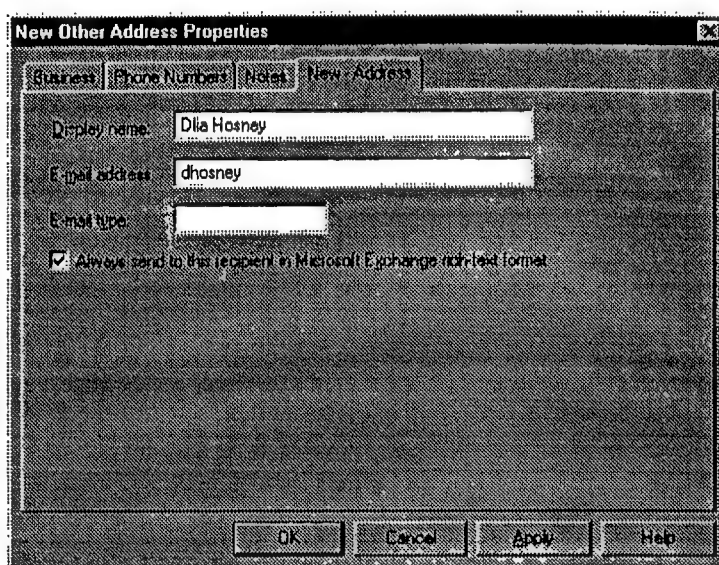 New Other Address Properties
Business Phone Numbers Notes New - Address
Display name: Dlia Hosney
E-mail address: dhosney
E-mail type:
Always send to this recipient in Microsoft Exchange rich-text format
OK Cancel Apply Help